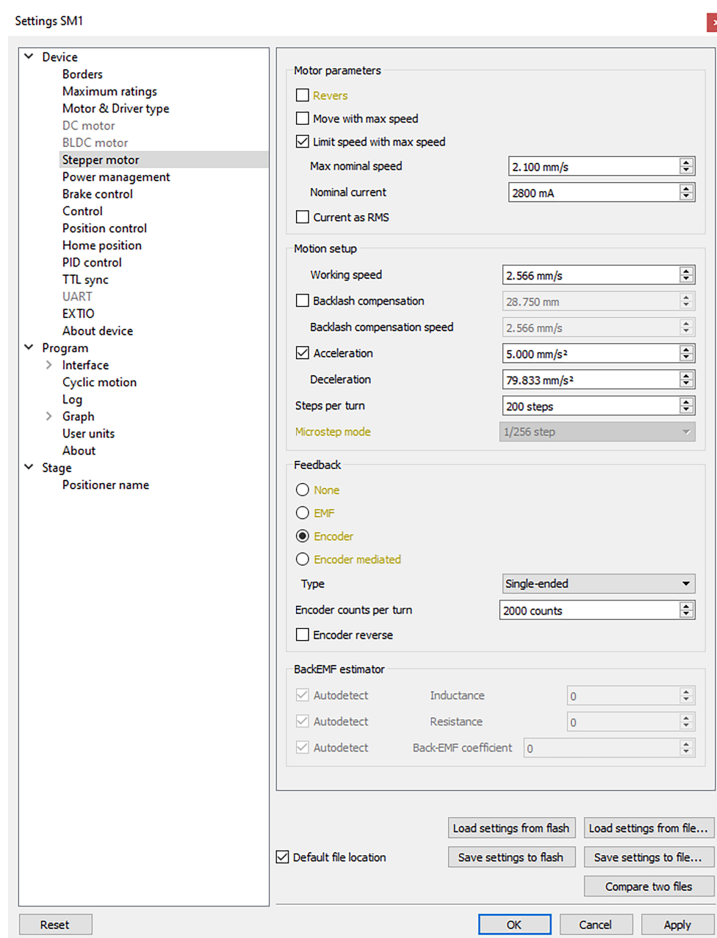 Settings SM1
Device
Borders
Maximum ratings
Motor & Driver type
DC motor
BLDC motor
Stepper motor
Power management
Brake control
Control
Position control
Home position
PID control
TTL sync
UART
EXTIO
About device
Program
Interface
Cyclic motion
Log
Graph
User units
About
Stage
Positioner name
Motor parameters
Revers
Move with max speed
Limit speed with max speed
Max nominal speed 2.100 mm/s
Nominal current 2800 mA
Current as RMS
Motion setup
Working speed 2.566 mm/s
Backlash compensation 28.750 mm
Backlash compensation speed 2.566 mm/s
Acceleration 5.000 mm/s²
Deceleration 79.833 mm/s²
Steps per turn 200 steps
Microstep mode 1/256 step
Feedback
None
EMF
Encoder
Encoder mediated
Type Single-ended
Encoder counts per turn 2000 counts
Encoder reverse
BackEMF estimator
Autodetect Inductance 0
Autodetect Resistance 0
Autodetect Back-EMF coefficient 0
Load settings from flash Load settings from file...
Default file location Save settings to flash Save settings to file...
Compare two files
Reset OK Cancel Apply